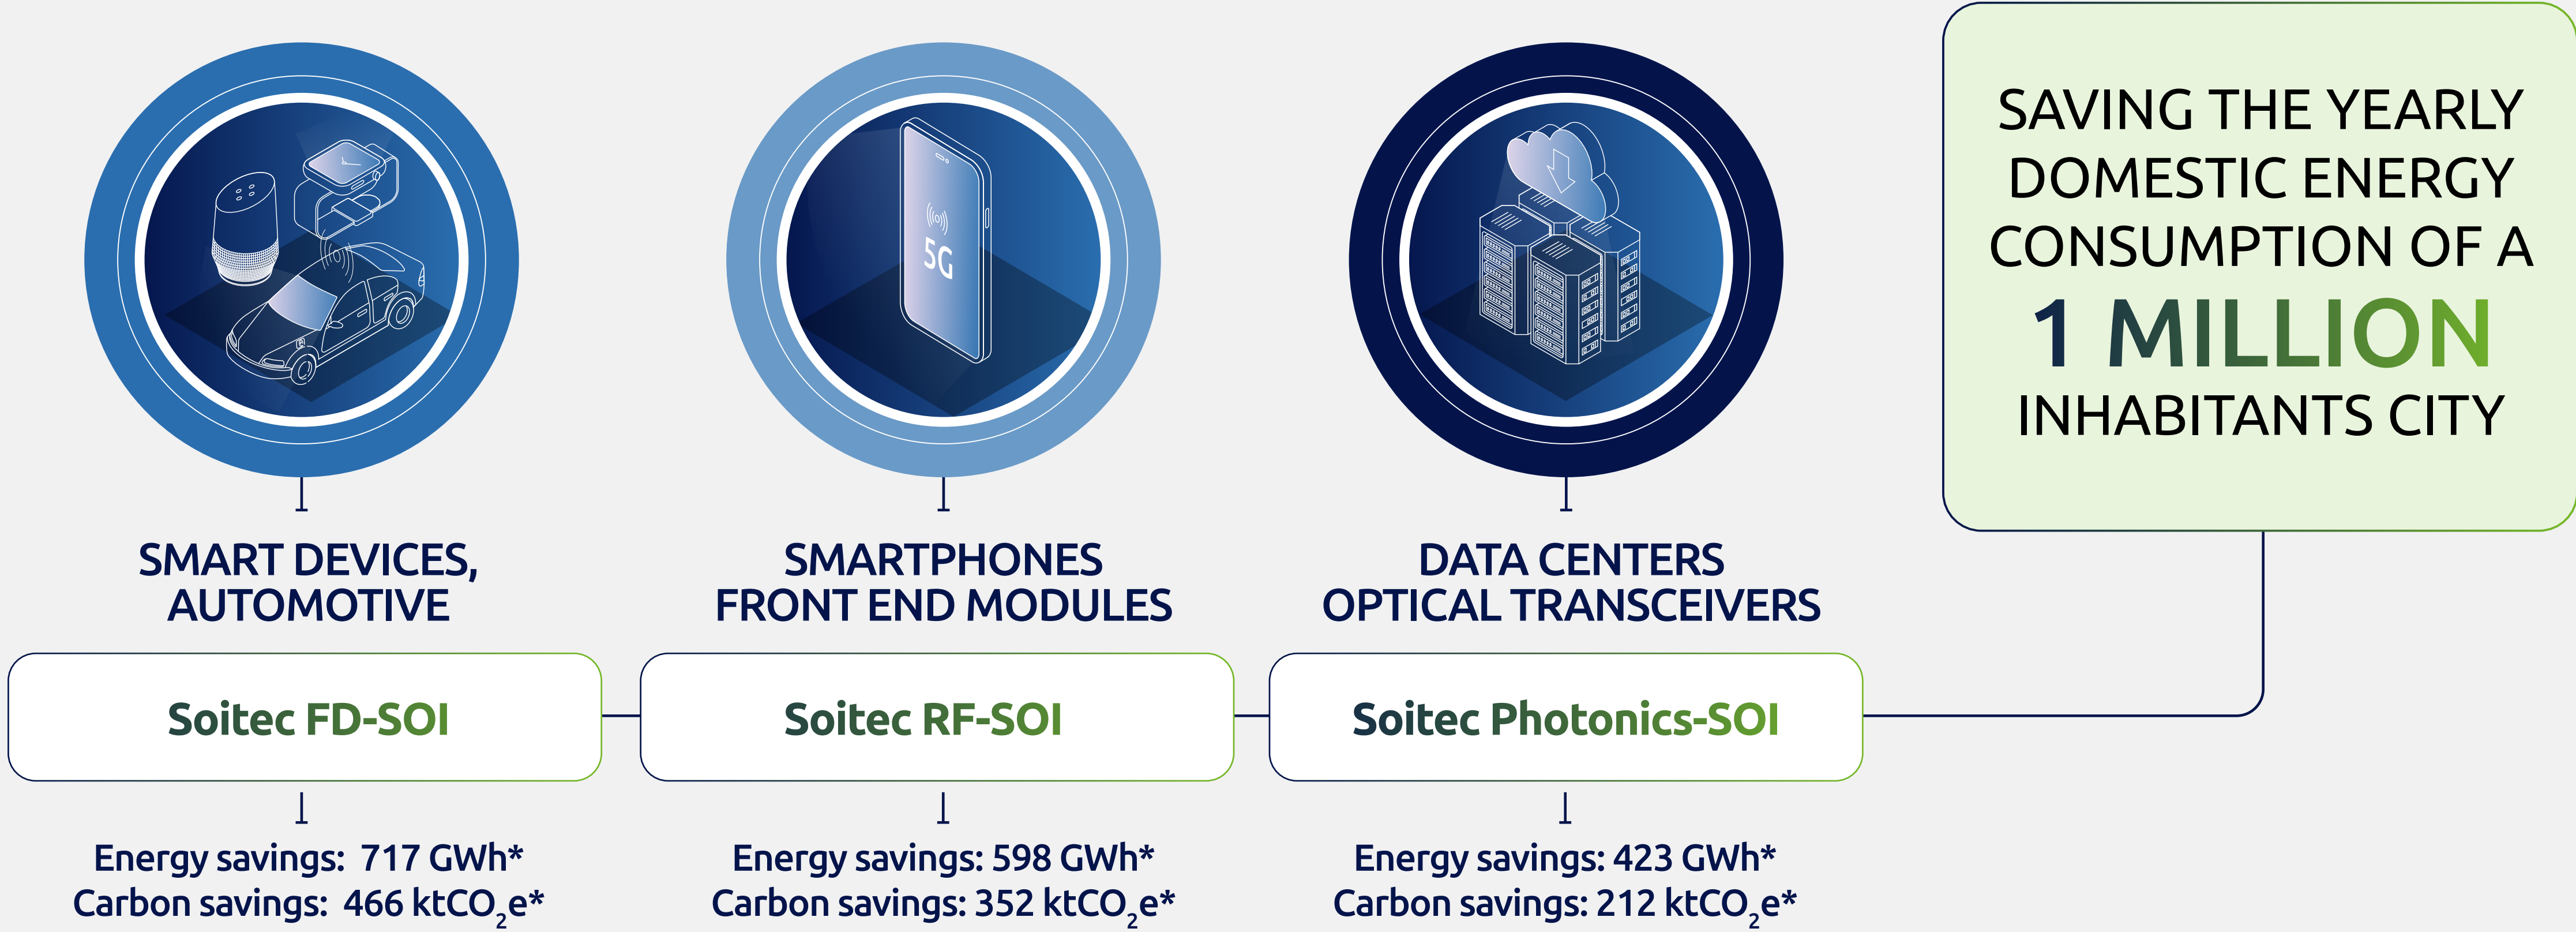 5G
SMART DEVICES,
AUTOMOTIVE
Soitec FD-SOI
Energy savings: 717 GWh*
Carbon savings: 466 ktCO₂e*
SMARTPHONES
FRONT END MODULES
Soitec RF-SOI
Energy savings: 598 GWh*
Carbon savings: 352 ktCO₂e*
DATA CENTERS
OPTICAL TRANSCEIVERS
Soitec Photonics-SOI
Energy savings: 423 GWh*
Carbon savings: 212 ktCO₂e*
SAVING THE YEARLY
DOMESTIC ENERGY
CONSUMPTION OF A
1 MILLION
INHABITANTS CITY